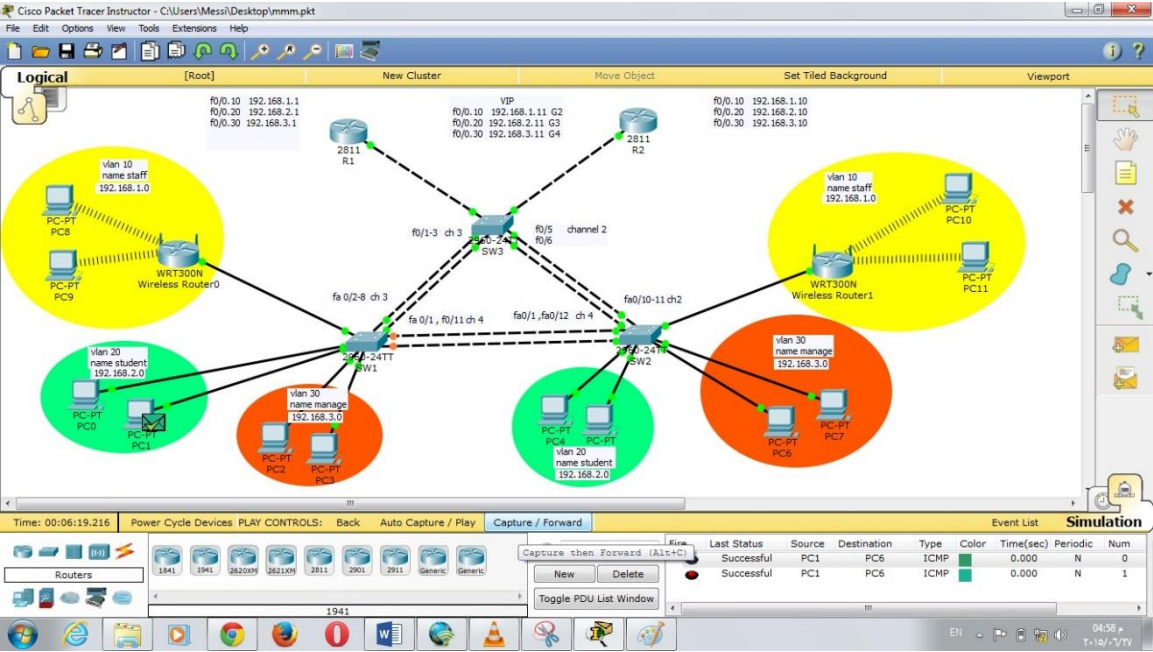 Cisco Packet Tracer Instructor - C:\Users\Messi\Desktop\mmm.pkt
File Edit Options View Tools Extensions Help
Logical [Root] New Cluster Move Object Set Tiled Background Viewport
f0/0.10 192.168.1.1
f0/0.20 192.168.2.1
f0/0.30 192.168.3.1
VIP
f0/0.10 192.168.1.11 G2
f0/0.20 192.168.2.11 G3
f0/0.30 192.168.3.11 G4
f0/0.10 192.168.1.10
f0/0.20 192.168.2.10
f0/0.30 192.168.3.10
2811
R1
2811
R2
vlan 10
name staff
192.168.1.0
PC-PT
PC8
PC-PT
PC9
WRT300N
Wireless Router0
f0/1-3 ch 3
2960-24TT
SW3
f0/5 channel 2
f0/6
vlan 10
name staff
192.168.1.0
PC-PT
PC10
PC-PT
PC11
WRT300N
Wireless Router1
fa 0/2-8 ch 3
fa0/10-11 ch2
fa 0/1 , f0/11 ch 4
fa0/1 ,fa0/12 ch 4
2960-24TT
SW1
2960-24TT
SW2
vlan 20
name student
192.168.2.0
PC-PT
PC0
PC-PT
PC1
vlan 30
name manage
192.168.3.0
PC-PT
PC2
PC-PT
PC3
PC-PT
PC4
PC-PT
vlan 20
name student
192.168.2.0
vlan 30
name manage
192.168.3.0
PC-PT
PC6
PC-PT
PC7
Time: 00:06:19.216 Power Cycle Devices PLAY CONTROLS: Back Auto Capture / Play Capture / Forward Event List Simulation
Capture then Forward (Alt+C)
Routers
1841 1941 2620XM 2621XM 2811 2901 2911 Generic Generic
1941
New Delete
Toggle PDU List Window
Fire Last Status Source Destination Type Color Time(sec) Periodic Num
Successful PC1 PC6 ICMP 0.000 N 0
Successful PC1 PC6 ICMP 0.000 N 1
EN
04:58 م
٢٠١٥/٠٦/٢٧